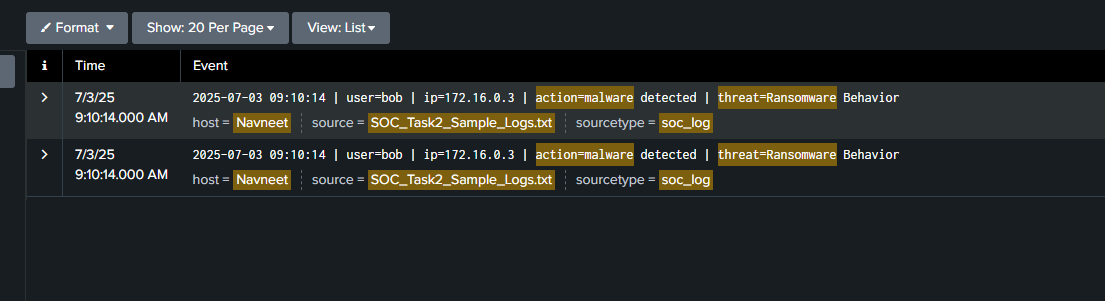 Format Show: 20 Per Page View: List
i Time Event
7/3/25 2025-07-03 09:10:14 | user=bob | ip=172.16.0.3 | action=malware detected | threat=Ransomware Behavior
9:10:14.000 AM host = Navneet source = SOC_Task2_Sample_Logs.txt sourcetype = soc_log
7/3/25 2025-07-03 09:10:14 | user=bob | ip=172.16.0.3 | action=malware detected | threat=Ransomware Behavior
9:10:14.000 AM host = Navneet source = SOC_Task2_Sample_Logs.txt sourcetype = soc_log